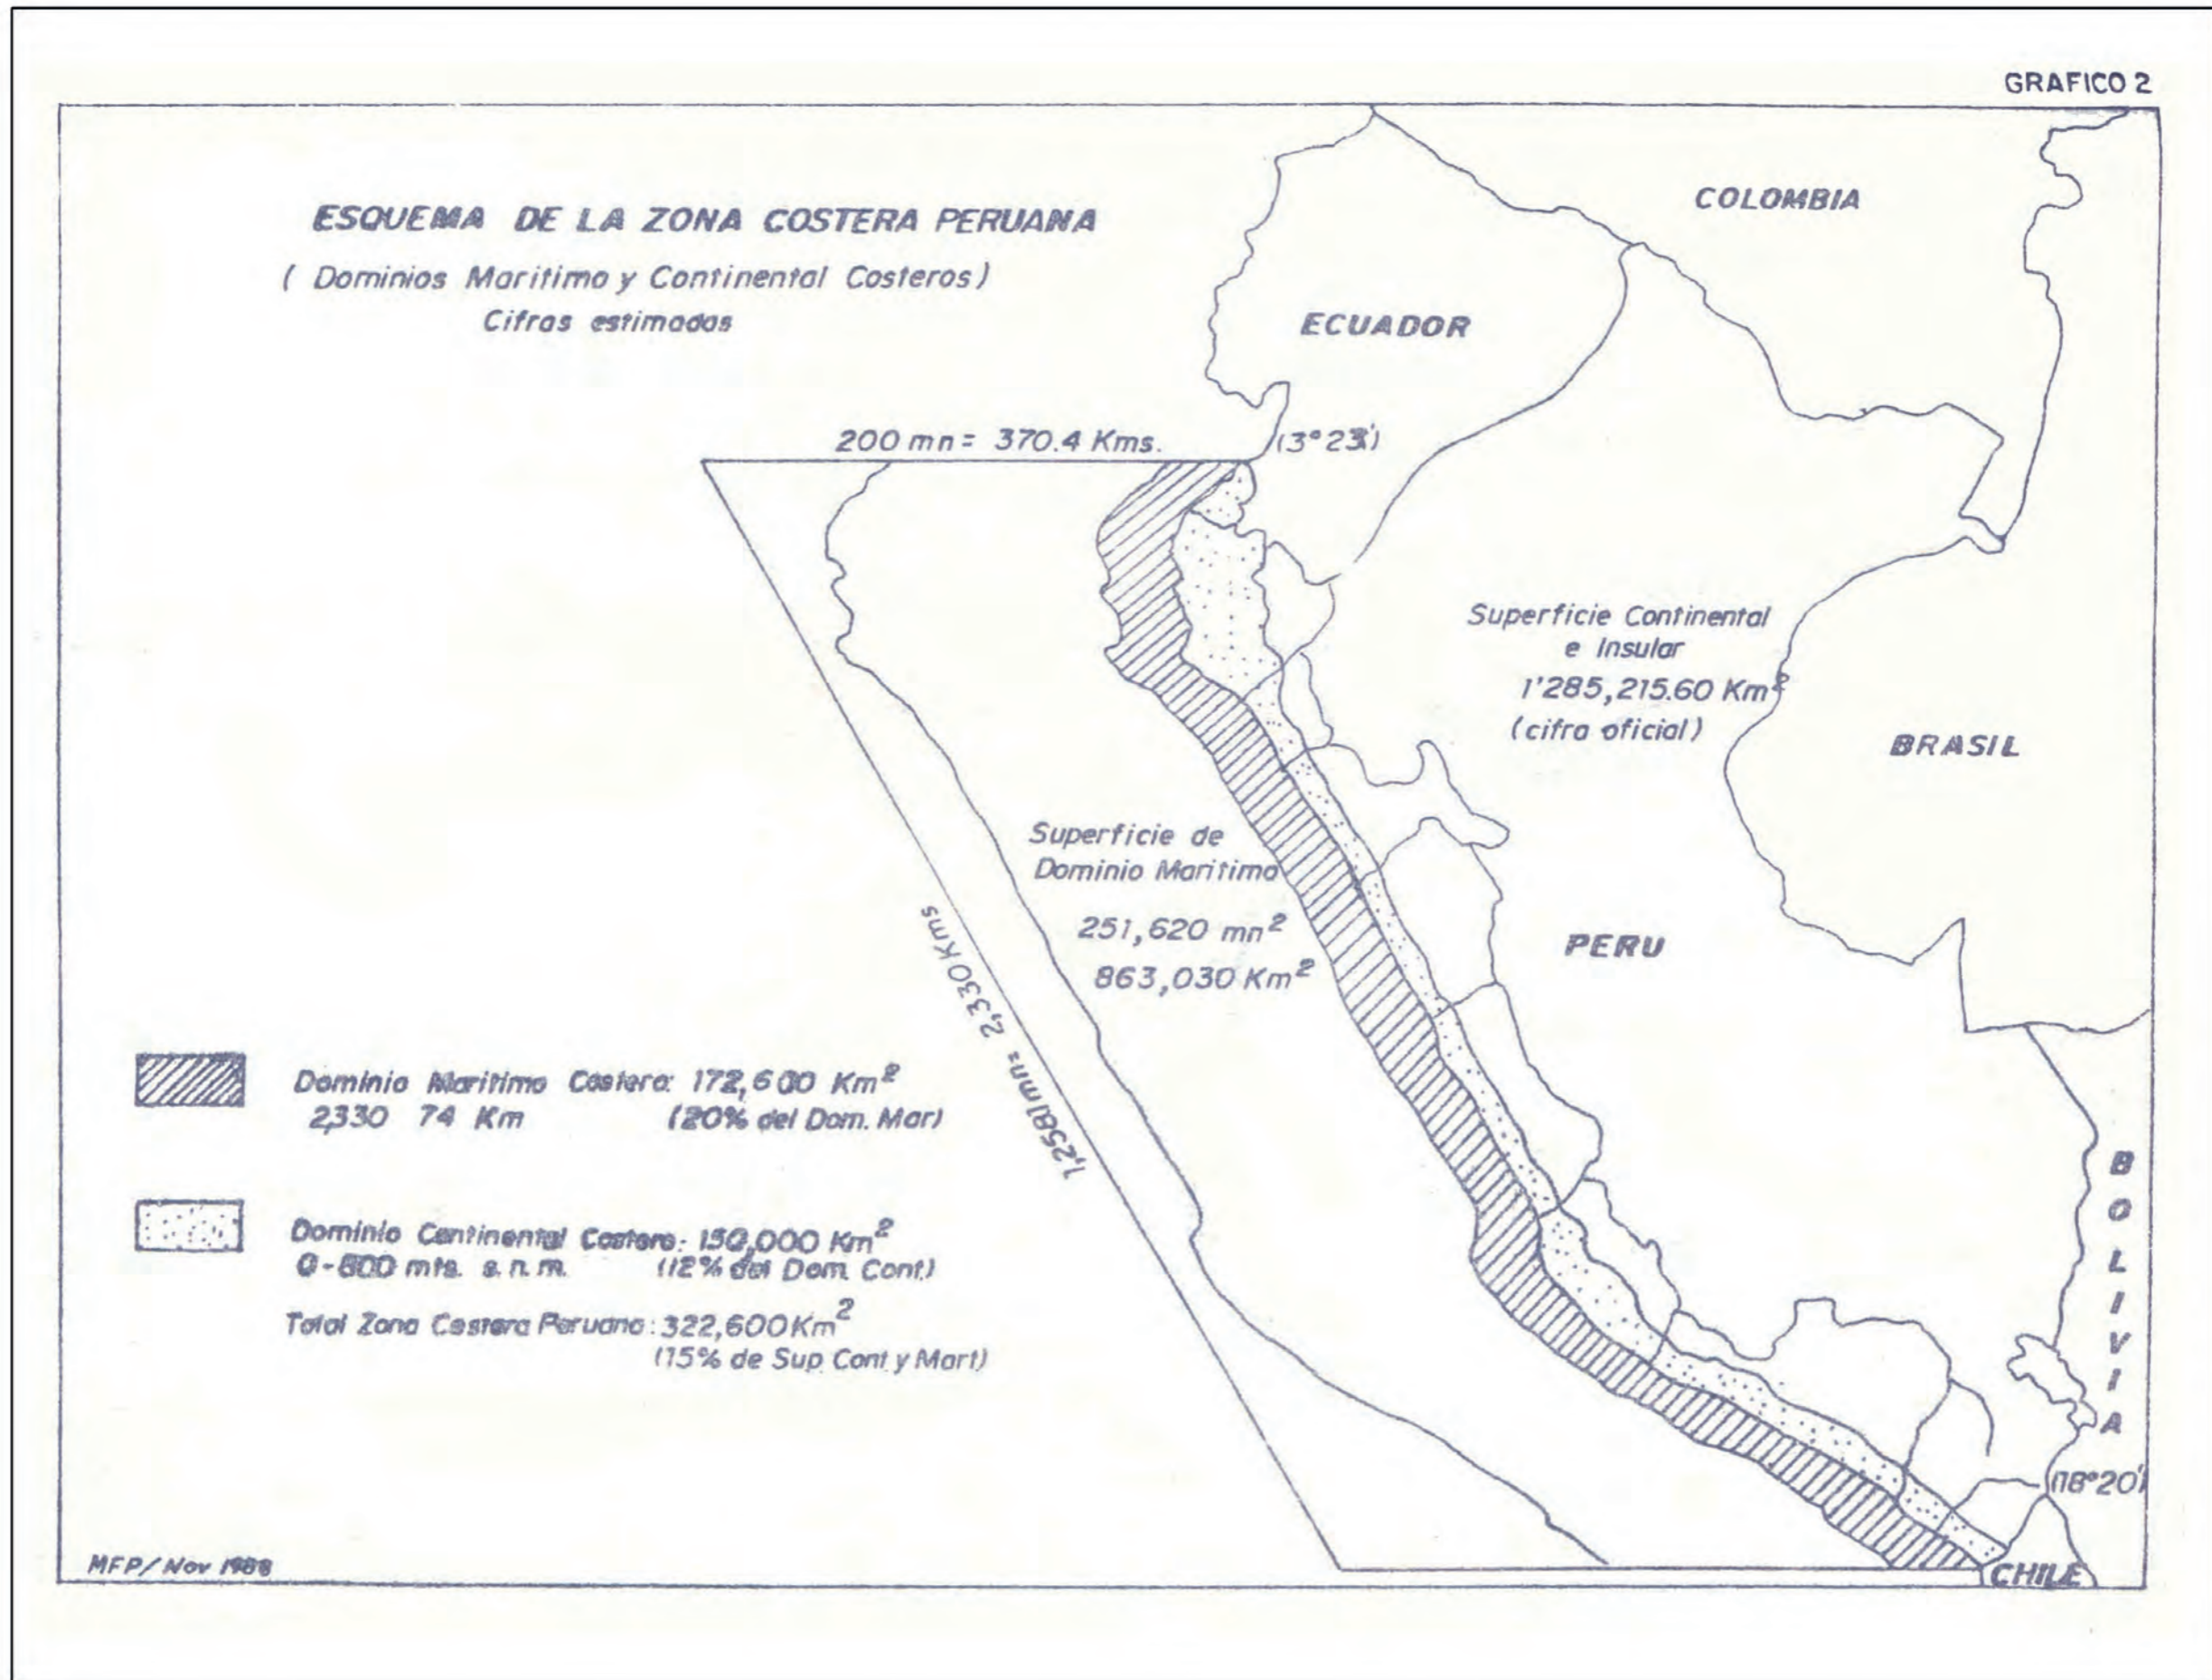 GRAFICO 2
ESQUEMA DE LA ZONA COSTERA PERUANA
( Dominios Maritimo y Continental Costeros)
Cifras estimadas
COLOMBIA
ECUADOR
200 mn = 370.4 Kms.
(3°23')
Superficie Continental
e Insular
1'285,215.60 Km²
(cifra oficial)
BRASIL
Superficie de
Dominio Maritimo
251,620 mn²
863,030 Km²
PERU
1,258 mn = 2,330 Kms
Dominio Maritimo Costero: 172,600 Km²
2,330 74 Km (20% del Dom. Mar)
Dominio Continental Costero: 150,000 Km²
0-800 mts. s.n.m. (12% del Dom. Cont.)
Total Zona Costera Peruana: 322,600 Km²
(15% de Sup. Cont y Mart)
BOLIVIA
(18°20')
CHILE
MFP/Nov 1988